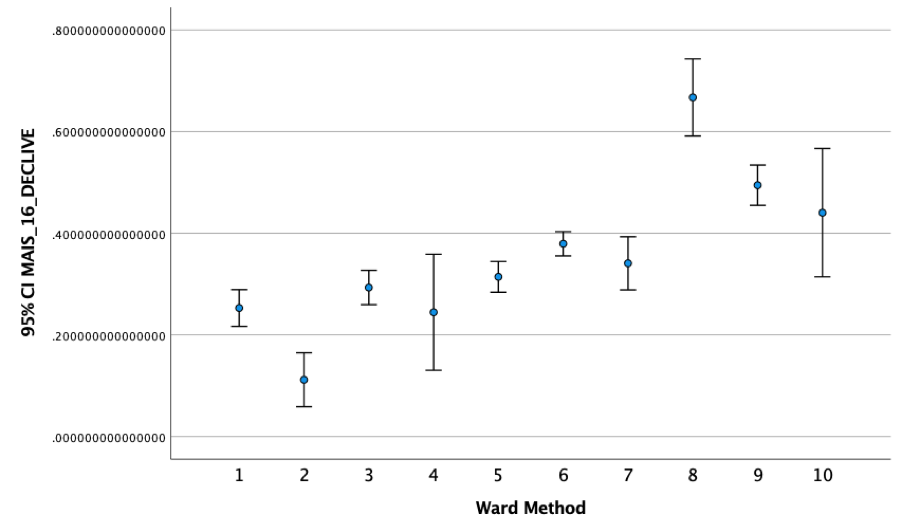 .800000000000000
.600000000000000
.400000000000000
.200000000000000
.000000000000000
95% CI MAIS_16_DECLIVE
1 2 3 4 5 6 7 8 9 10
Ward Method